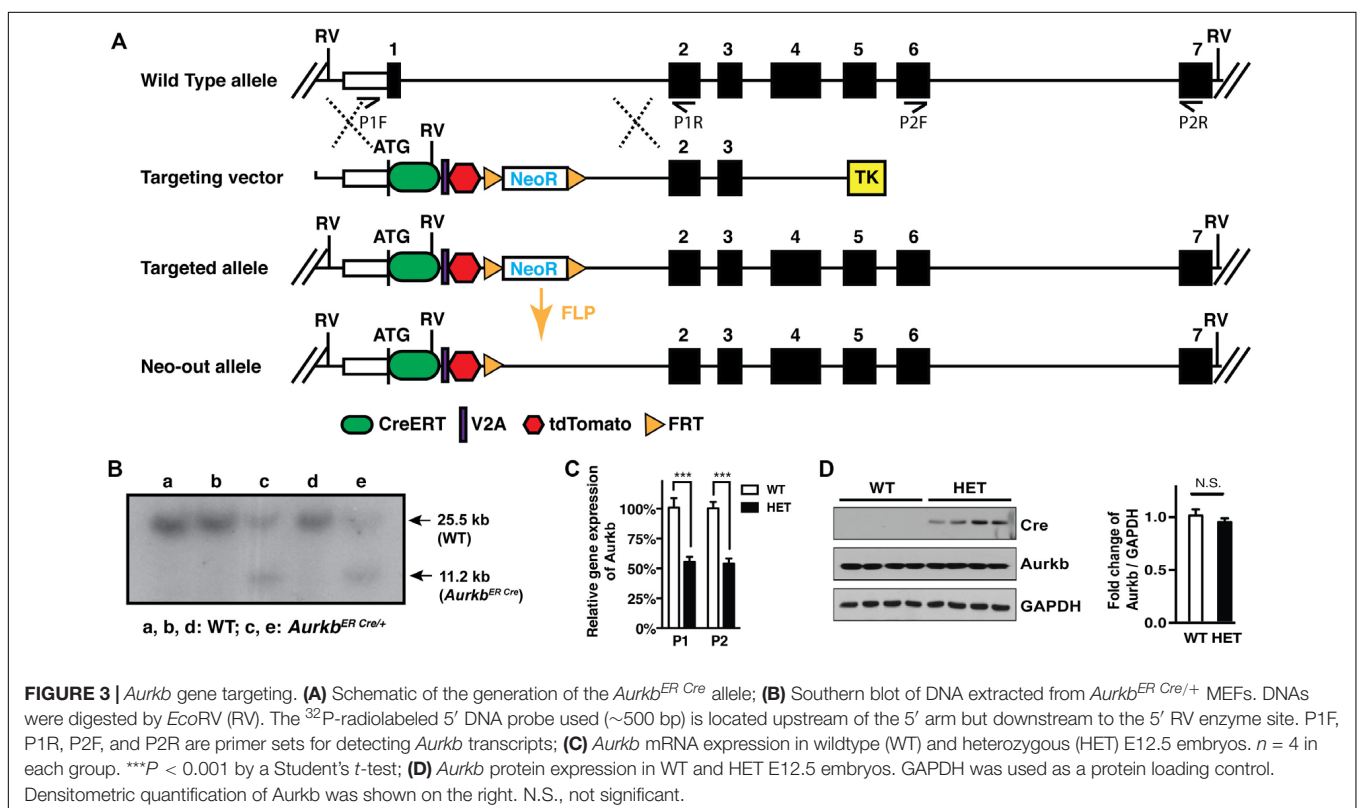 A
RV 1 2 3 4 5 6 7 RV
Wild Type allele
P1F P1R P2F P2R
ATG RV 2 3
Targeting vector NeoR TK
RV ATG RV 2 3 4 5 6 7 RV
Targeted allele NeoR
FLP
RV ATG RV 2 3 4 5 6 7 RV
Neo-out allele
CreERT V2A tdTomato FRT
B
a b c d e
25.5 kb
(WT)
11.2 kb
(Aurkb^ER Cre)
a, b, d: WT; c, e: Aurkb^ER Cre/+
C
Relative gene expression
of Aurkb
100%
75%
50%
25%
0%
*** ***
WT
HET
P1 P2
D
WT HET
Cre
Aurkb
GAPDH
Fold change of
Aurkb / GAPDH
N.S.
1.0
0.5
0.0
WT HET
FIGURE 3 | Aurkb gene targeting. (A) Schematic of the generation of the Aurkb^ER Cre allele; (B) Southern blot of DNA extracted from Aurkb^ER Cre/+ MEFs. DNAs
were digested by EcoRV (RV). The ³²P-radiolabeled 5′ DNA probe used (∼500 bp) is located upstream of the 5′ arm but downstream to the 5′ RV enzyme site. P1F,
P1R, P2F, and P2R are primer sets for detecting Aurkb transcripts; (C) Aurkb mRNA expression in wildtype (WT) and heterozygous (HET) E12.5 embryos. n = 4 in
each group. ***P < 0.001 by a Student's t-test; (D) Aurkb protein expression in WT and HET E12.5 embryos. GAPDH was used as a protein loading control.
Densitometric quantification of Aurkb was shown on the right. N.S., not significant.